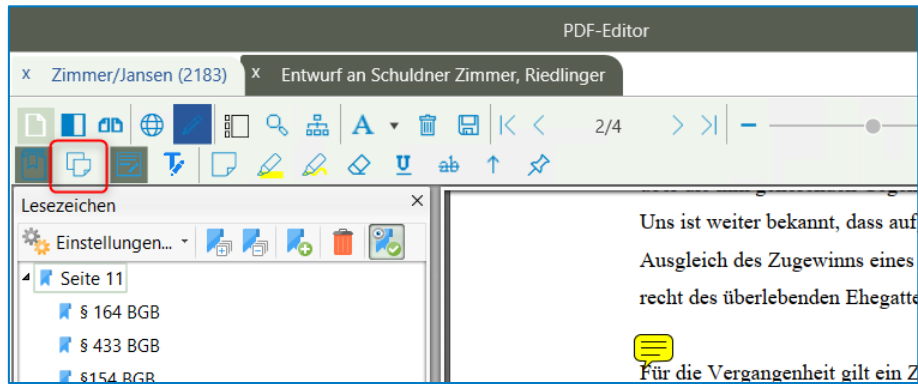 PDF-Editor
x Zimmer/Jansen (2183) x Entwurf an Schuldner Zimmer, Riedlinger
A 2/4
T U ab
Lesezeichen ×
Einstellungen...
Seite 11
§ 164 BGB
§ 433 BGB
§154 BGB
Uns ist weiter bekannt, dass auf
Ausgleich des Zugewinns eines
recht des überlebenden Ehegatte
Für die Vergangenheit gilt ein Z